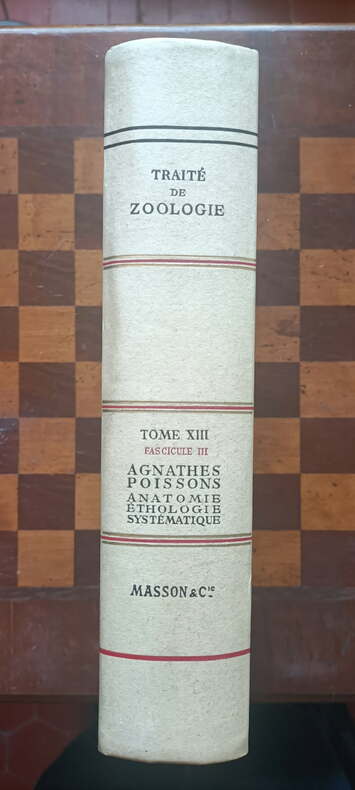 TRAITÉ
DE
ZOOLOGIE
TOME XIII
FASCICULE III
AGNATHES
POISSONS
ANATOMIE
ÉTHOLOGIE
SYSTÉMATIQUE
MASSON & Cie